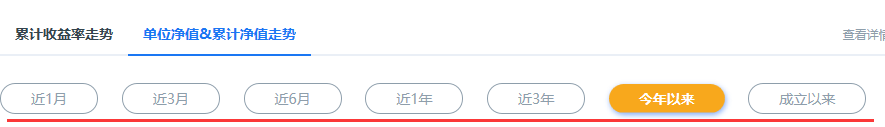 累计收益率走势 单位净值&累计净值走势 查看详情
近1月 近3月 近6月 近1年 近3年 今年以来 成立以来